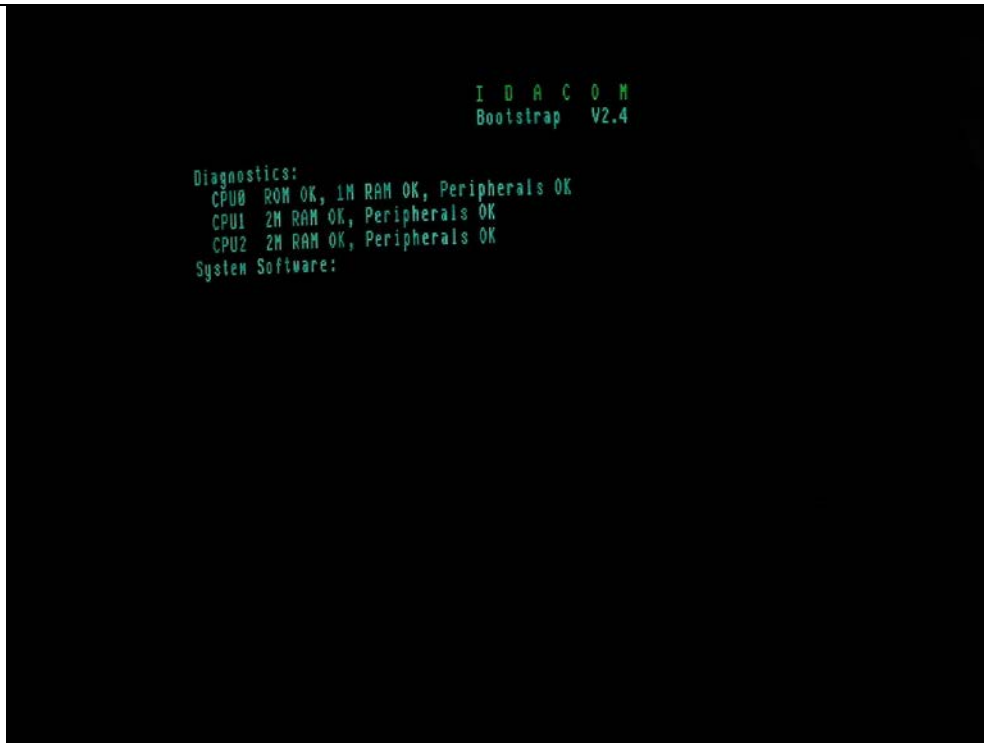 I D A C O M
Bootstrap V2.4
Diagnostics:
CPU0 ROM OK, 1M RAM OK, Peripherals OK
CPU1 2M RAM OK, Peripherals OK
CPU2 2M RAM OK, Peripherals OK
System Software: